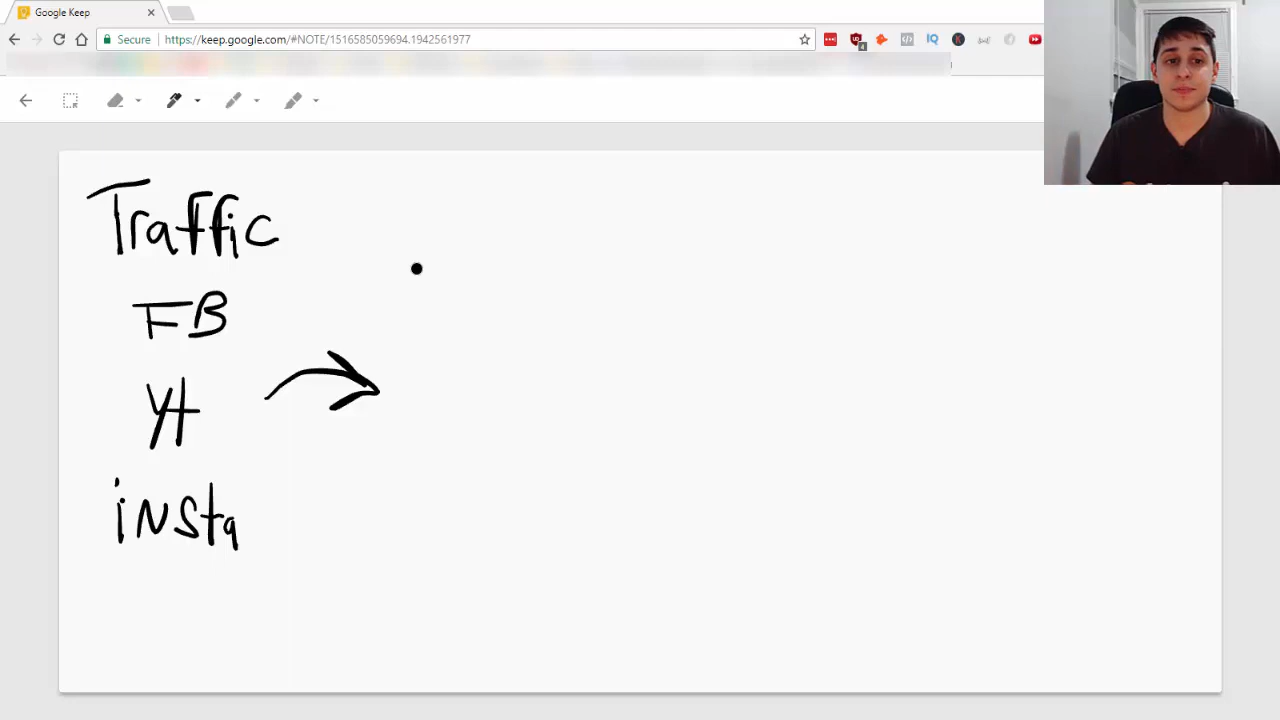 Google Keep
Secure
https://keep.google.com/#NOTE/1516585059694.1942561977
Traffic
FB
Yt
insta